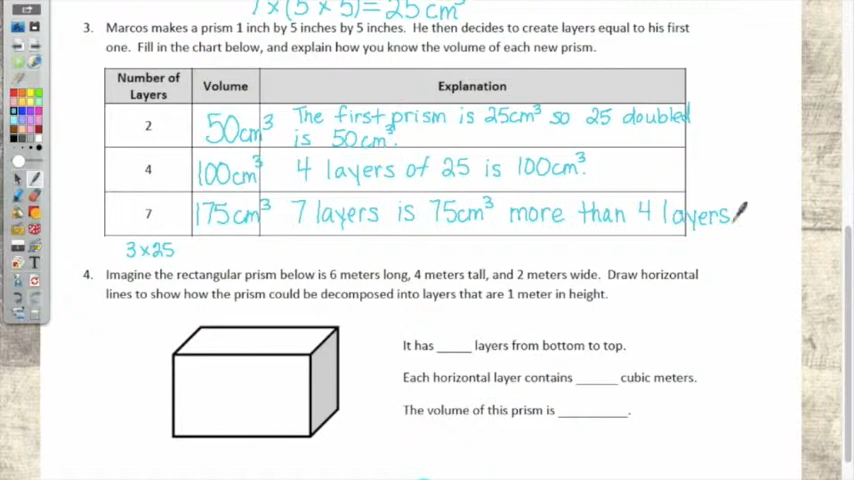 1 × (5 × 5) = 25 cm³
3. Marcos makes a prism 1 inch by 5 inches by 5 inches. He then decides to create layers equal to his first
one. Fill in the chart below, and explain how you know the volume of each new prism.
Number of Layers Volume Explanation
2 50cm³ The first prism is 25cm³ so 25 doubled
is 50cm³.
4 100cm³ 4 layers of 25 is 100cm³.
7 175cm³ 7 layers is 75cm³ more than 4 layers.
3×25
4. Imagine the rectangular prism below is 6 meters long, 4 meters tall, and 2 meters wide. Draw horizontal
lines to show how the prism could be decomposed into layers that are 1 meter in height.
It has _____ layers from bottom to top.
Each horizontal layer contains ______ cubic meters.
The volume of this prism is __________.
T